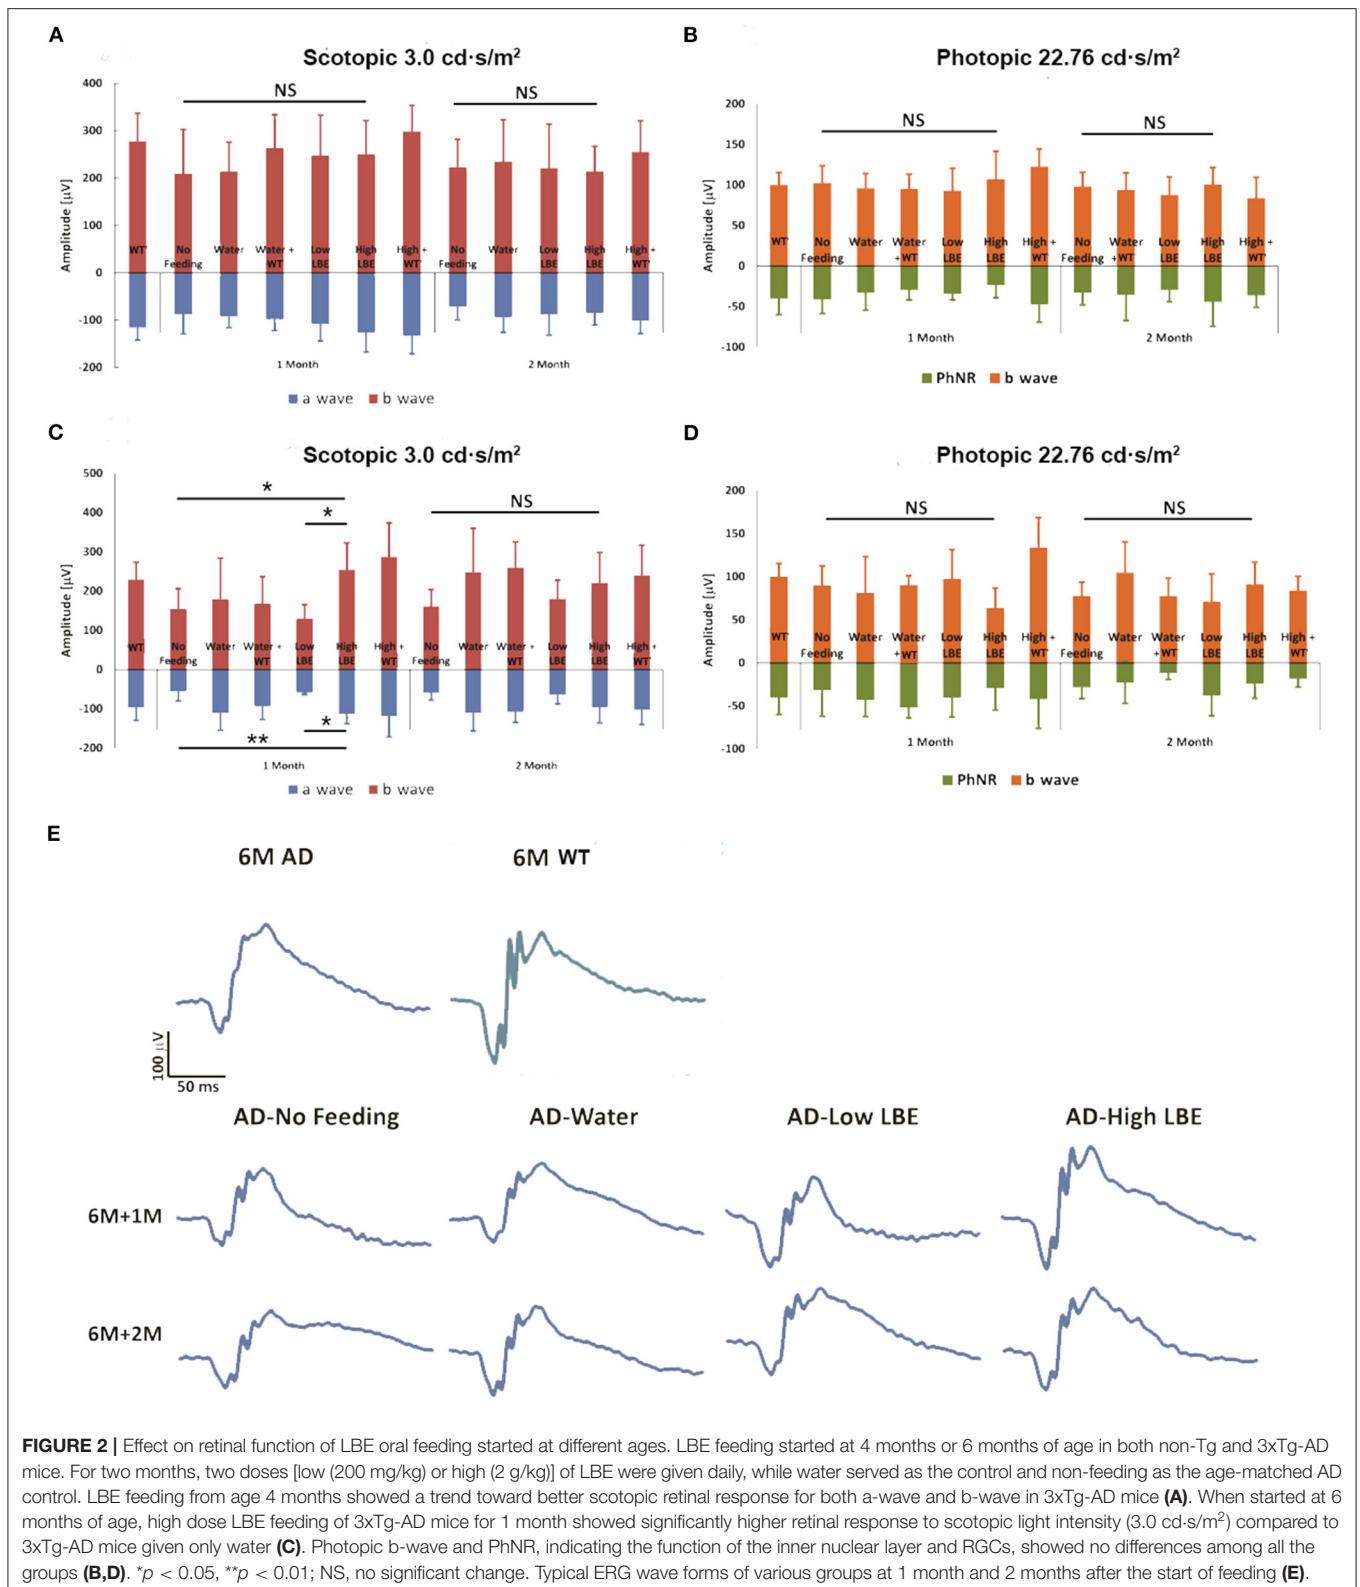 A
Scotopic 3.0 cd·s/m²
Amplitude [µV]
400
300
200
100
0
-100
-200
NS
NS
WT'
No Feeding
Water
Water + WT'
Low LBE
High LBE
High + WT'
No Feeding
Water
Low LBE
High LBE
High + WT'
1 Month
2 Month
a wave
b wave
B
Photopic 22.76 cd·s/m²
Amplitude [µV]
200
150
100
50
0
-50
-100
NS
NS
WT'
No Feeding
Water
Water + WT'
Low LBE
High LBE
High + WT'
No Feeding
Water + WT'
Low LBE
High LBE
High + WT'
1 Month
2 Month
PhNR
b wave
C
Scotopic 3.0 cd·s/m²
Amplitude [µV]
500
400
300
200
100
0
-100
-200
*
*
NS
WT'
No Feeding
Water
Water + WT'
Low LBE
High LBE
High + WT'
No Feeding
Water
Water + WT'
Low LBE
High LBE
High + WT'
*
**
1 Month
2 Month
a wave
b wave
D
Photopic 22.76 cd·s/m²
Amplitude [µV]
200
150
100
50
0
-50
-100
NS
NS
WT'
No Feeding
Water
Water + WT'
Low LBE
High LBE
High + WT'
No Feeding
Water
Water + WT'
Low LBE
High LBE
High + WT'
1 Month
2 Month
PhNR
b wave
E
6M AD
6M WT
100 µV
50 ms
AD-No Feeding
AD-Water
AD-Low LBE
AD-High LBE
6M+1M
6M+2M
FIGURE 2 | Effect on retinal function of LBE oral feeding started at different ages. LBE feeding started at 4 months or 6 months of age in both non-Tg and 3xTg-AD
mice. For two months, two doses [low (200 mg/kg) or high (2 g/kg)] of LBE were given daily, while water served as the control and non-feeding as the age-matched AD
control. LBE feeding from age 4 months showed a trend toward better scotopic retinal response for both a-wave and b-wave in 3xTg-AD mice (A). When started at 6
months of age, high dose LBE feeding of 3xTg-AD mice for 1 month showed significantly higher retinal response to scotopic light intensity (3.0 cd·s/m²) compared to
3xTg-AD mice given only water (C). Photopic b-wave and PhNR, indicating the function of the inner nuclear layer and RGCs, showed no differences among all the
groups (B,D). *p < 0.05, **p < 0.01; NS, no significant change. Typical ERG wave forms of various groups at 1 month and 2 months after the start of feeding (E).